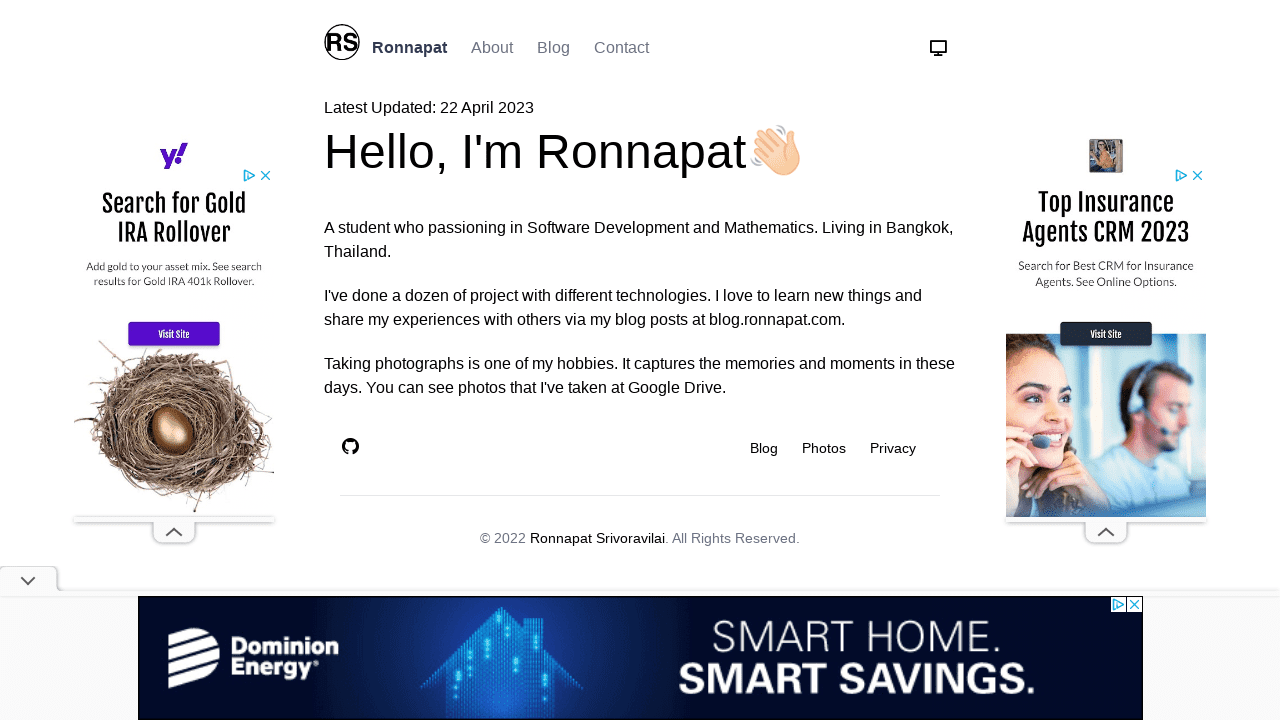 RS Ronnapat About Blog Contact
Latest Updated: 22 April 2023
Hello, I'm Ronnapat👋🏻
A student who passioning in Software Development and Mathematics. Living in Bangkok,
Thailand.
I've done a dozen of project with different technologies. I love to learn new things and
share my experiences with others via my blog posts at blog.ronnapat.com.
Taking photographs is one of my hobbies. It captures the memories and moments in these
days. You can see photos that I've taken at Google Drive.
Blog Photos Privacy
© 2022 Ronnapat Srivoravilai. All Rights Reserved.
y!
Search for Gold
IRA Rollover
Add gold to your asset mix. See search
results for Gold IRA 401k Rollover.
Visit Site
Top Insurance
Agents CRM 2023
Search for Best CRM for Insurance
Agents. See Online Options.
Visit Site
Dominion
Energy®
SMART HOME.
SMART SAVINGS.